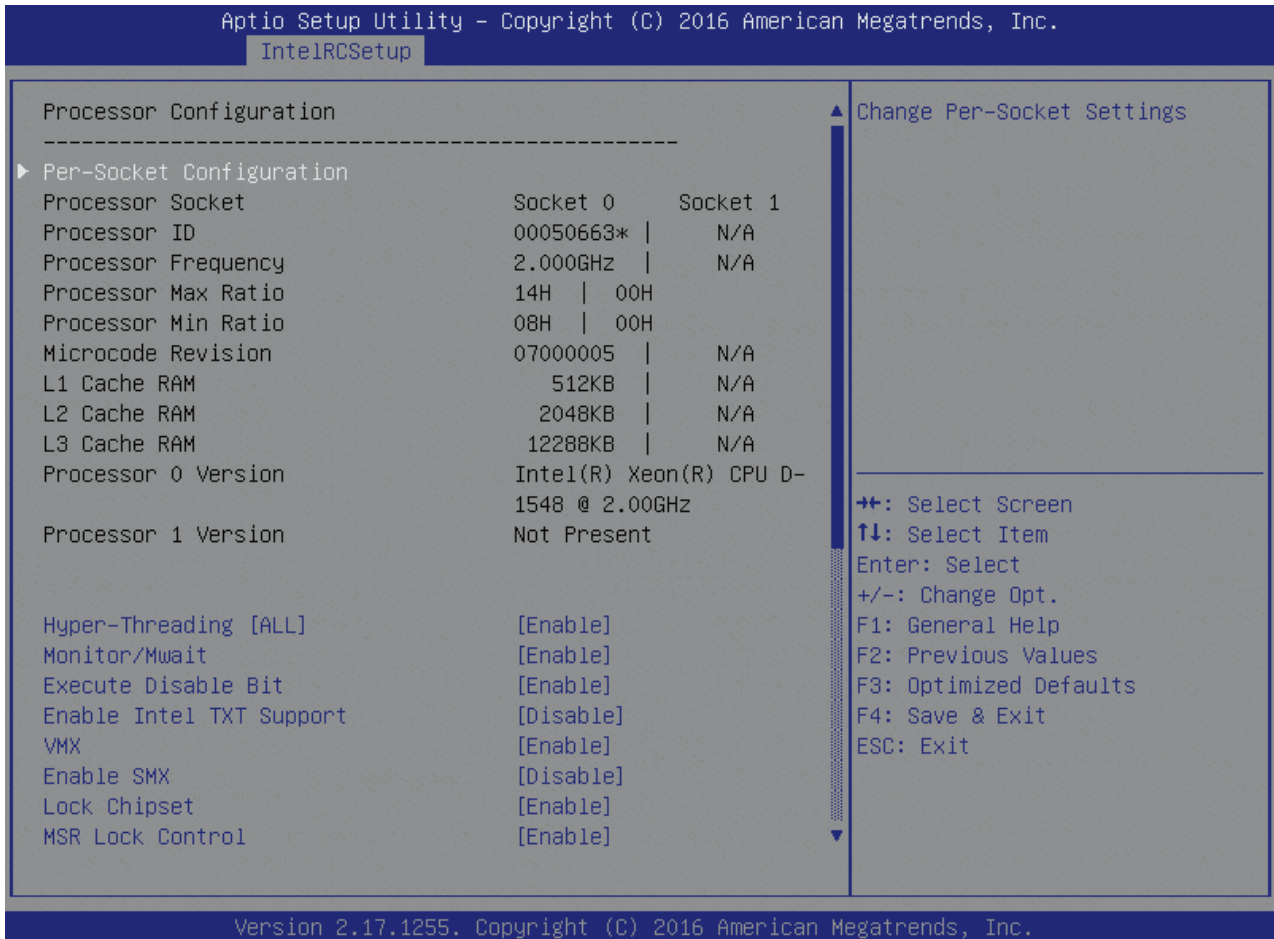 Aptio Setup Utility – Copyright (C) 2016 American Megatrends, Inc.
IntelRCSetup
Processor Configuration
--------------------------------------------------
Per-Socket Configuration
Processor Socket Socket 0 Socket 1
Processor ID 00050663* | N/A
Processor Frequency 2.000GHz | N/A
Processor Max Ratio 14H | 00H
Processor Min Ratio 08H | 00H
Microcode Revision 07000005 | N/A
L1 Cache RAM 512KB | N/A
L2 Cache RAM 2048KB | N/A
L3 Cache RAM 12288KB | N/A
Processor 0 Version Intel(R) Xeon(R) CPU D-
1548 @ 2.00GHz
Processor 1 Version Not Present
Hyper-Threading [ALL] [Enable]
Monitor/Mwait [Enable]
Execute Disable Bit [Enable]
Enable Intel TXT Support [Disable]
VMX [Enable]
Enable SMX [Disable]
Lock Chipset [Enable]
MSR Lock Control [Enable]
Change Per-Socket Settings
→←: Select Screen
↑↓: Select Item
Enter: Select
+/-: Change Opt.
F1: General Help
F2: Previous Values
F3: Optimized Defaults
F4: Save & Exit
ESC: Exit
Version 2.17.1255. Copyright (C) 2016 American Megatrends, Inc.